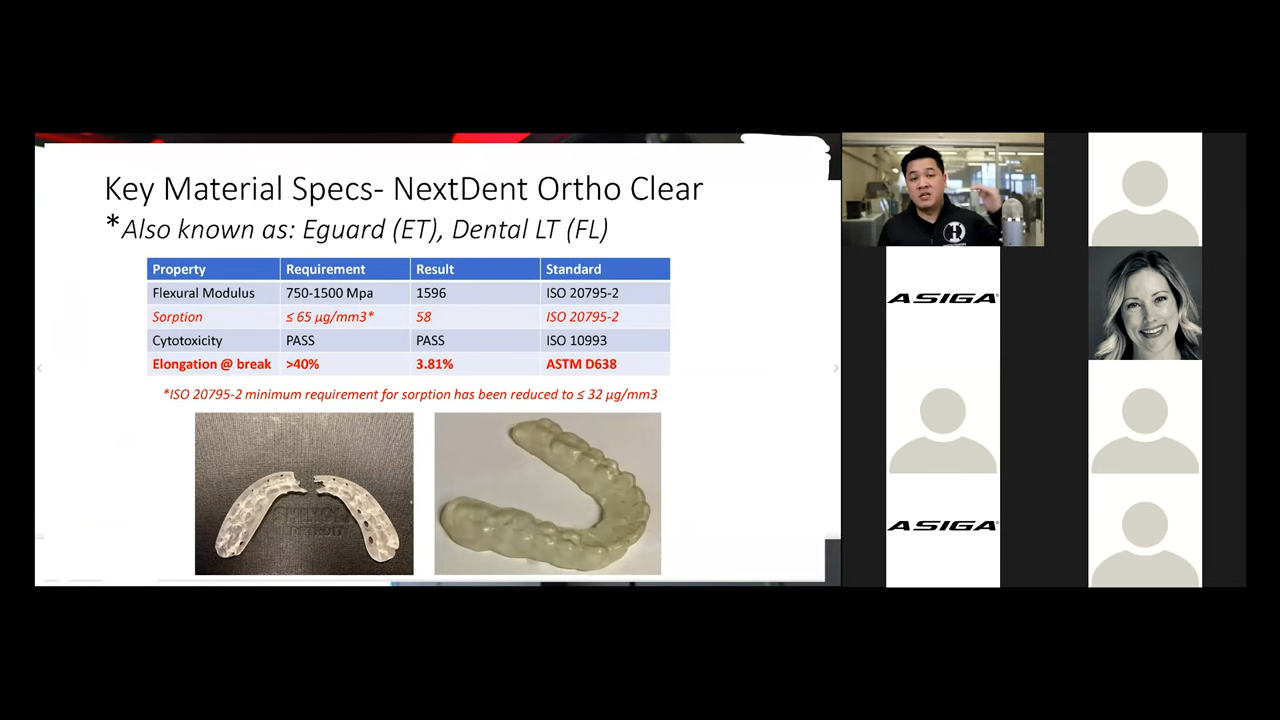 Key Material Specs- NextDent Ortho Clear
*Also known as: Eguard (ET), Dental LT (FL)
Property Requirement Result Standard
Flexural Modulus 750-1500 Mpa 1596 ISO 20795-2
Sorption ≤ 65 µg/mm3* 58 ISO 20795-2
Cytotoxicity PASS PASS ISO 10993
Elongation @ break >40% 3.81% ASTM D638
*ISO 20795-2 minimum requirement for sorption has been reduced to ≤ 32 µg/mm3
DETROIT
ASIGA
ASIGA